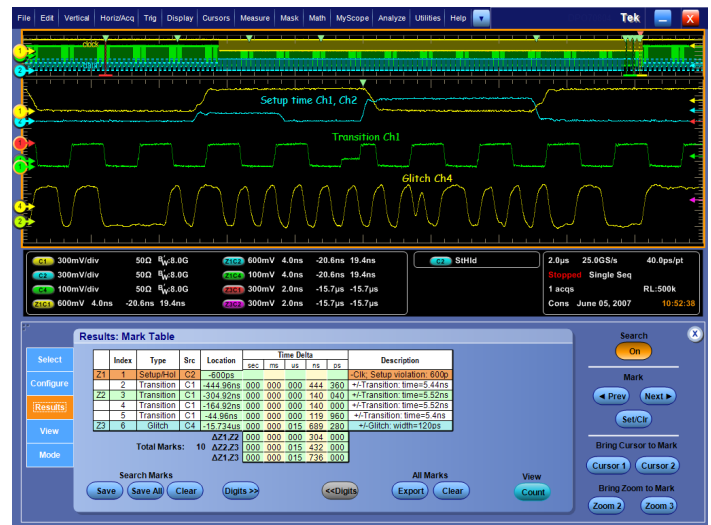 File Edit Vertical Horiz/Acq Trig Display Cursors Measure Mask Math MyScope Analyze Utilities Help Tek X
clock
Setup time Ch1, Ch2
Transition Ch1
Glitch Ch4
C1 300mV/div 50Ω BW:8.0G Z1C2 600mV 4.0ns -20.6ns 19.4ns C2 StHld 2.0µs 25.0GS/s 40.0ps/pt
C2 300mV/div 50Ω BW:8.0G Z1C4 100mV 4.0ns -20.6ns 19.4ns Stopped Single Seq
C4 100mV/div 50Ω BW:8.0G Z3C1 300mV 2.0ns -15.7µs -15.7µs 1 acqs RL:500k
Z1C1 600mV 4.0ns -20.6ns 19.4ns Z3C2 300mV 2.0ns -15.7µs -15.7µs Cons June 05, 2007 10:52:38
Results: Mark Table
Select
Configure
Results
View
Mode
Time Delta
Index Type Src Location sec ms us ns ps Description
Z1 1 Setup/Hol C2 -600ps -Clk; Setup violation: 600p
2 Transition C1 -444.96ns 000 000 000 444 360 +/-Transition: time=5.44ns
Z2 3 Transition C1 -304.92ns 000 000 000 140 040 +/-Transition: time=5.52ns
4 Transition C1 -164.92ns 000 000 000 140 000 +/-Transition: time=5.52ns
5 Transition C1 -44.96ns 000 000 000 119 960 +/-Transition: time=5.4ns
Z3 6 Glitch C4 -15.734us 000 000 015 689 280 +/-Glitch: width=120ps
ΔZ1,Z2 000 000 000 304 000
Total Marks: 10 ΔZ2,Z3 000 000 015 432 000
ΔZ1,Z3 000 000 015 736 000
Search Marks
Save Save All Clear Digits >> <<Digits
All Marks
Export Clear
View
Count
Search
On
X
Mark
Prev Next
Set/Clr
Bring Cursor to Mark
Cursor 1 Cursor 2
Bring Zoom to Mark
Zoom 2 Zoom 3